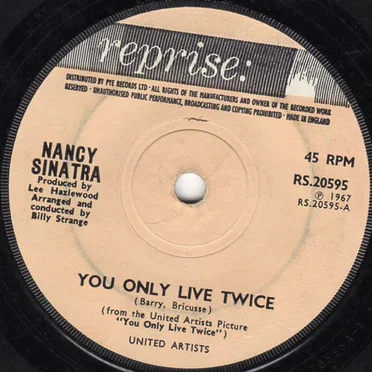 reprise:
DISTRIBUTED BY PYE RECORDS LTD · ALL RIGHTS OF THE MANUFACTURERS AND OWNER OF THE RECORDED WORK
RESERVED · UNAUTHORISED PUBLIC PERFORMANCE, BROADCASTING AND COPYING PROHIBITED · MADE IN ENGLAND
NANCY
SINATRA
Produced by
Lee Hazlewood
Arranged and
conducted by
Billy Strange
45 RPM
RS.20595
Ⓟ 1967
RS.20595-A
YOU ONLY LIVE TWICE
(Barry, Bricusse)
(from the United Artists Picture
"You Only Live Twice")
UNITED ARTISTS